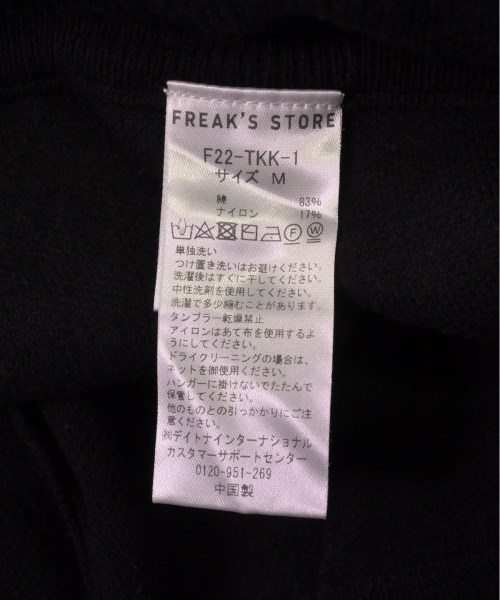 FREAK'S STORE
F22-TKK-1
サイズ M
綿 83%
ナイロン 17%
単独洗い
つけ置き洗いはお避けください。
洗濯後はすぐに干してください。
中性洗剤を使用してください。
洗濯で多少縮むことがあります。
タンブラー乾燥禁止
アイロンはあて布を使用するよ
うにしてください。
ドライクリーニングの場合は、
ネットを御使用ください。
ハンガーに掛けないでたたんで
保管してください。
他のものとの引っかかりにご注
意ください。
㈱デイトナインターナショナル
カスタマーサポートセンター
0120-951-269
中国製